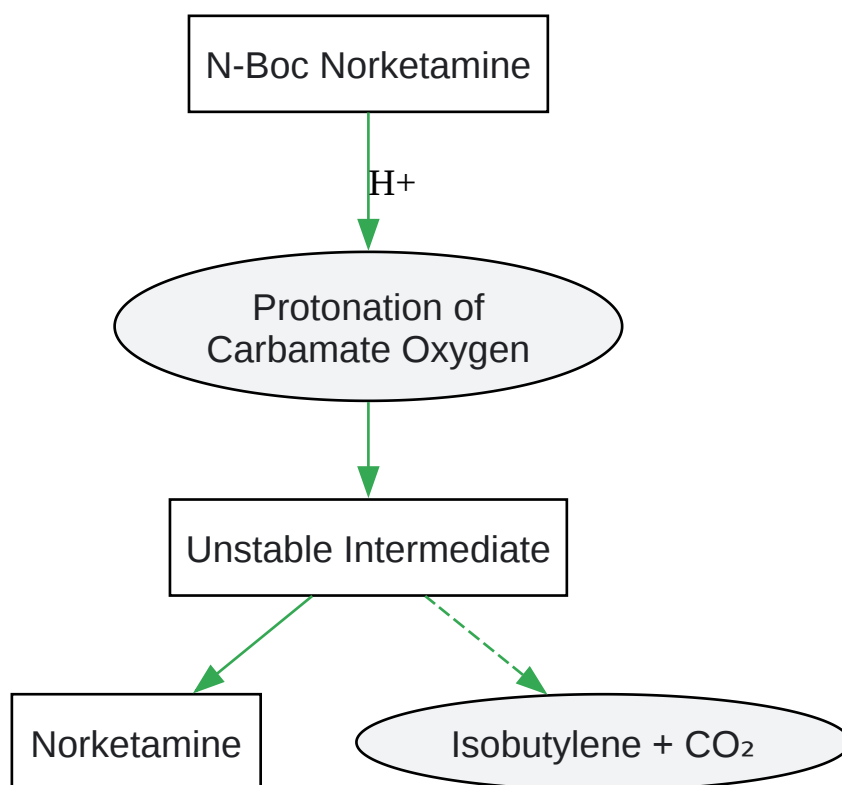 N-Boc Norketamine
H+
Protonation of
Carbamate Oxygen
Unstable Intermediate
Norketamine
Isobutylene + CO₂